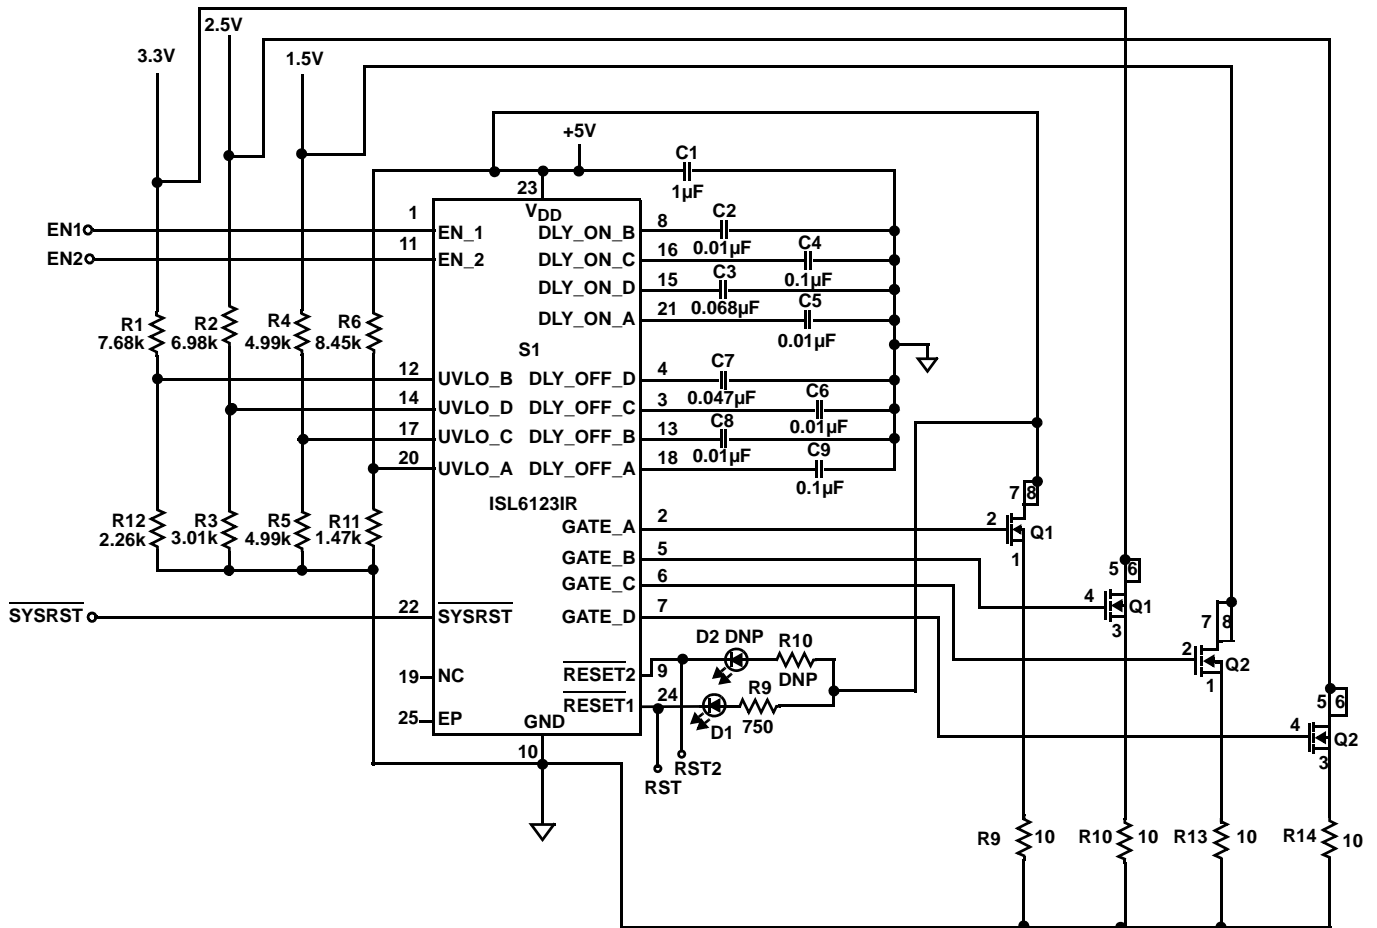 2.5V
3.3V
1.5V
+5V
C1
1µF
23
VDD
1
EN1
EN_1
11
EN2
EN_2
DLY_ON_B
8
C2
0.01µF
DLY_ON_C
16
C4
0.1µF
DLY_ON_D
15
C3
0.068µF
DLY_ON_A
21
C5
0.01µF
R1
7.68k
R2
6.98k
R4
4.99k
R6
8.45k
S1
12
UVLO_B
14
UVLO_D
17
UVLO_C
20
UVLO_A
DLY_OFF_D
4
C7
0.047µF
DLY_OFF_C
3
C6
0.01µF
DLY_OFF_B
13
C8
0.01µF
DLY_OFF_A
18
C9
0.1µF
ISL6123IR
R12
2.26k
R3
3.01k
R5
4.99k
R11
1.47k
GATE_A
2
GATE_B
5
GATE_C
6
GATE_D
7
7
8
2
Q1
1
5
6
4
Q1
3
7
8
2
Q2
1
5
6
4
Q2
3
SYSRST
22
SYSRST
19
NC
25
EP
GND
10
RESET2
9
RESET1
24
D2 DNP
R10
DNP
R9
750
D1
RST2
RST
R9
10
R10
10
R13
10
R14
10